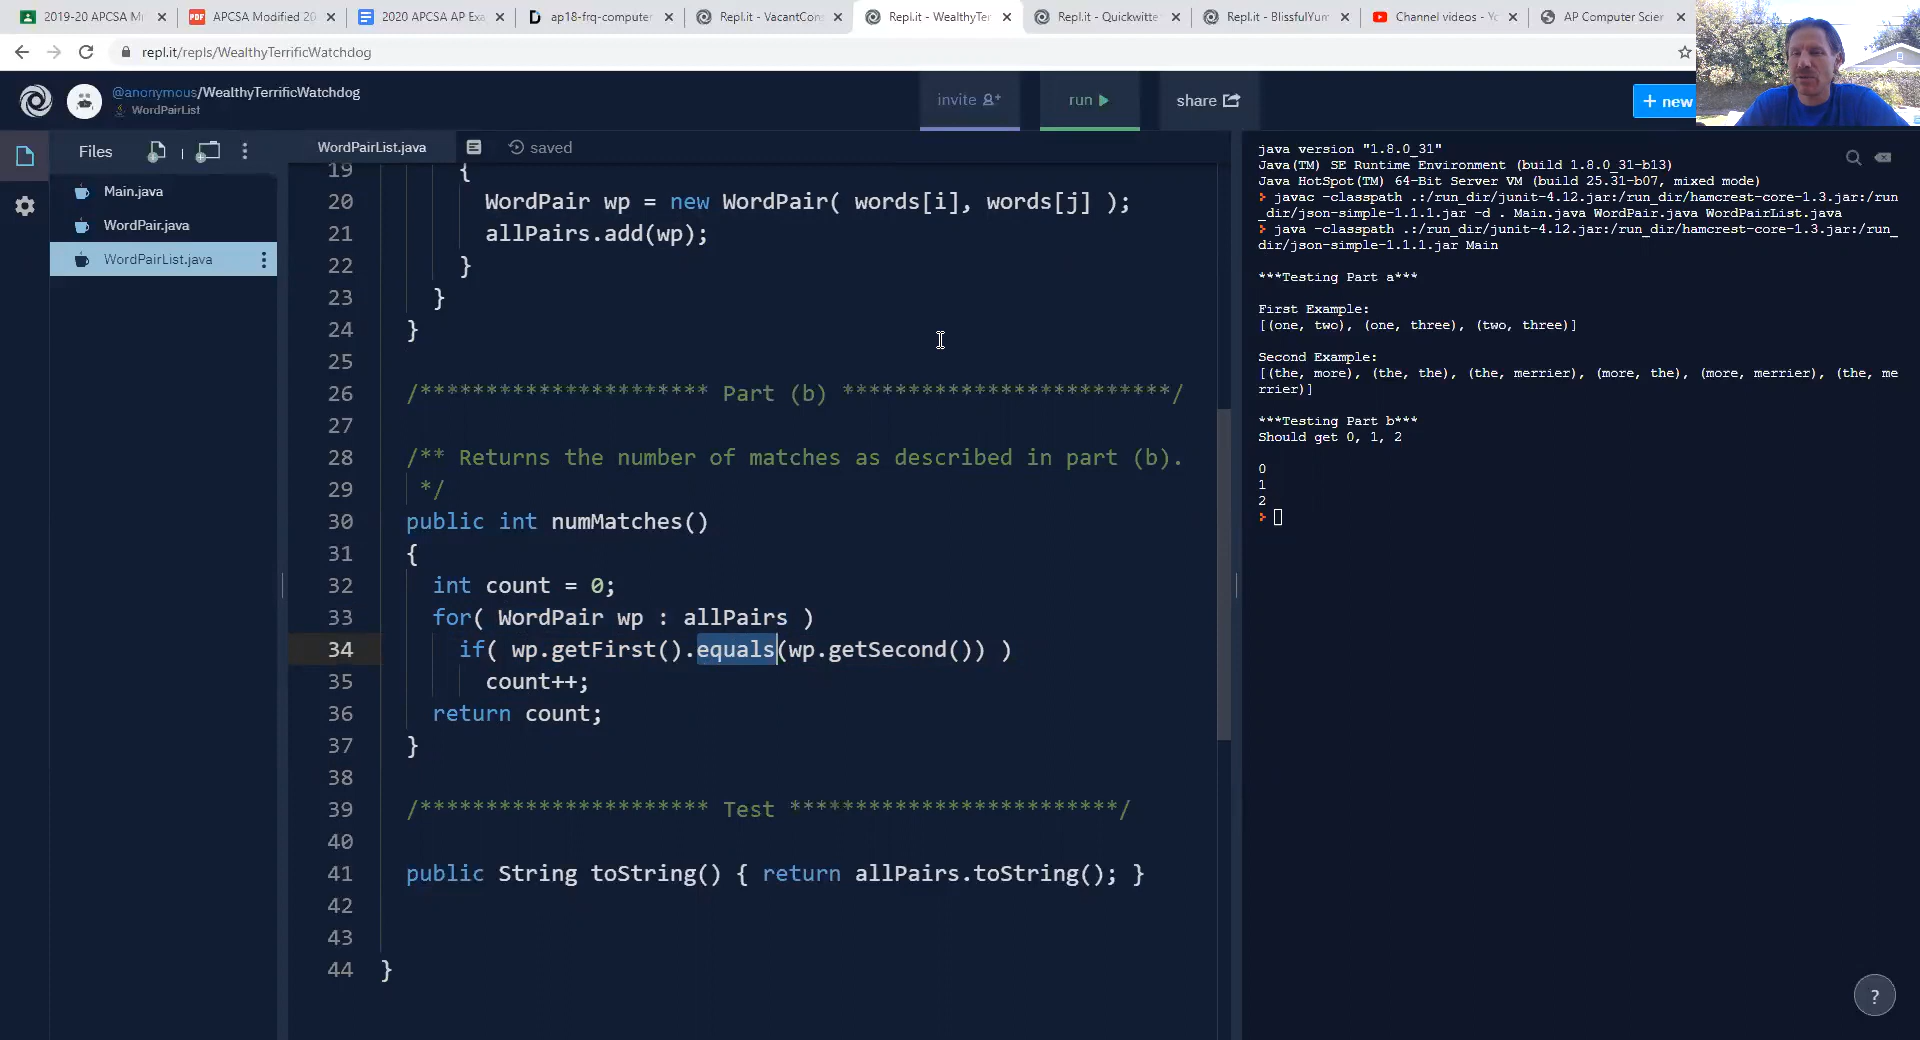 2019-20 APCSA M
APCSA Modified 20
2020 APCSA AP Exa
ap18-frq-computer
Repl.it - VacantCons
Repl.it - WealthyTer
Repl.it - Quickwitte
Repl.it - BlissfulYum
Channel videos - Yo
AP Computer Scien
repl.it/repls/WealthyTerrificWatchdog
@anonymous/WealthyTerrificWatchdog
WordPairList
invite
run
share
+ new
Files
Main.java
WordPair.java
WordPairList.java
WordPairList.java
saved
19 {
20 WordPair wp = new WordPair( words[i], words[j] );
21 allPairs.add(wp);
22 }
23 }
24 }
25
26 /********************** Part (b) *************************/
27
28 /** Returns the number of matches as described in part (b).
29 */
30 public int numMatches()
31 {
32 int count = 0;
33 for( WordPair wp : allPairs )
34 if( wp.getFirst().equals(wp.getSecond()) )
35 count++;
36 return count;
37 }
38
39 /********************** Test *************************/
40
41 public String toString() { return allPairs.toString(); }
42
43
44 }
java version "1.8.0_31"
Java(TM) SE Runtime Environment (build 1.8.0_31-b13)
Java HotSpot(TM) 64-Bit Server VM (build 25.31-b07, mixed mode)
javac -classpath .:/run_dir/junit-4.12.jar:/run_dir/hamcrest-core-1.3.jar:/run
_dir/json-simple-1.1.1.jar -d . Main.java WordPair.java WordPairList.java
java -classpath .:/run_dir/junit-4.12.jar:/run_dir/hamcrest-core-1.3.jar:/run_
dir/json-simple-1.1.1.jar Main
***Testing Part a***
First Example:
[(one, two), (one, three), (two, three)]
Second Example:
[(the, more), (the, the), (the, merrier), (more, the), (more, merrier), (the, me
rrier)]
***Testing Part b***
Should get 0, 1, 2
0
1
2
?